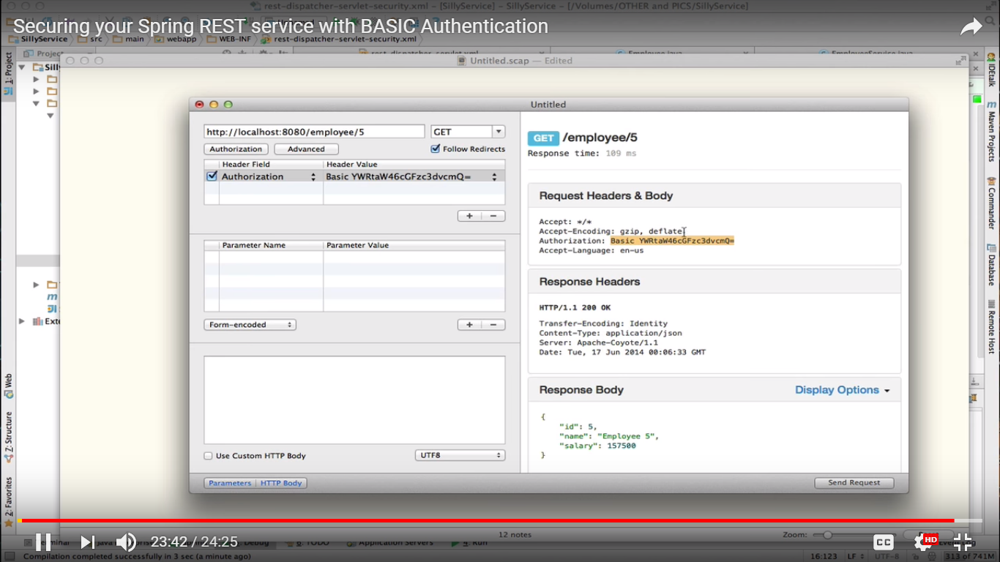 rest-dispatcher-servlet-security.xml - [SillyService] - SillyService - [/Volumes/OTHER and PICS/SillyService]
Securing your Spring REST service with BASIC Authentication
SillyService src main webapp WEB-INF rest-dispatcher-servlet-security.xml
Project
Untitled.scap — Edited
1: Project
Silly
Untitled
http://localhost:8080/employee/5 GET
Authorization Advanced Follow Redirects
Header Field Header Value
Authorization Basic YWRtaW46cGFzc3dvcmQ=
+ −
Parameter Name Parameter Value
Form-encoded + −
Use Custom HTTP Body UTF8
Parameters HTTP Body
GET /employee/5
Response time: 109 ms
Request Headers & Body
Accept: */*
Accept-Encoding: gzip, deflate
Authorization: Basic YWRtaW46cGFzc3dvcmQ=
Accept-Language: en-us
Response Headers
HTTP/1.1 200 OK
Transfer-Encoding: Identity
Content-Type: application/json
Server: Apache-Coyote/1.1
Date: Tue, 17 Jun 2014 00:06:33 GMT
Response Body Display Options
{
"id": 5,
"name": "Employee 5",
"salary": 157500
}
Send Request
Exte
Web
Z: Structure
2: Favorites
IDEtalk
Maven Projects
Commander
Database
Remote Host
12 notes Zoom:
23:42 / 24:25 CC HD
Application Servers
Compilation completed successfully in 3 sec (a minute ago) 16:123 LF UTF-8 313 of 741M